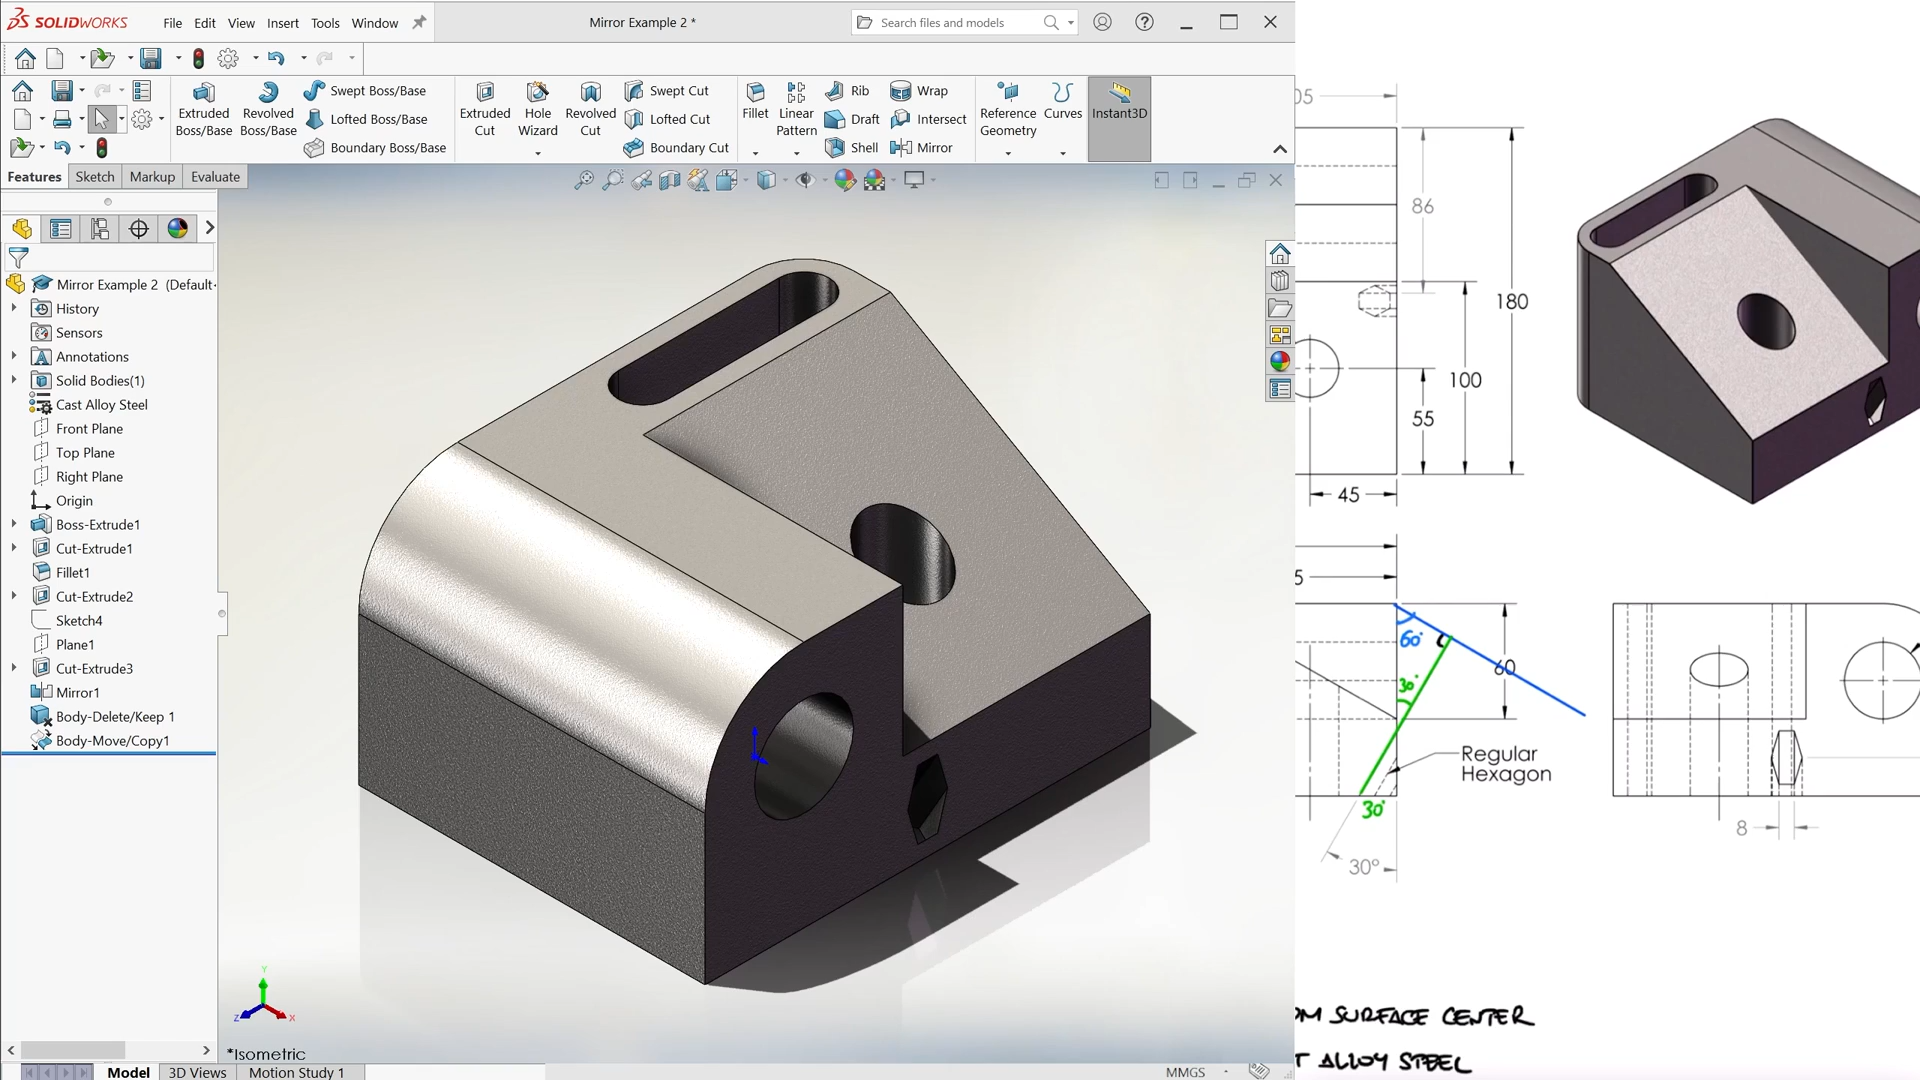 SOLIDWORKS File Edit View Insert Tools Window Mirror Example 2 * Search files and models
Extruded Boss/Base
Revolved Boss/Base
Swept Boss/Base
Lofted Boss/Base
Boundary Boss/Base
Extruded Cut
Hole Wizard
Revolved Cut
Swept Cut
Lofted Cut
Boundary Cut
Fillet
Linear Pattern
Rib
Draft
Shell
Wrap
Intersect
Mirror
Reference Geometry
Curves
Instant3D
Features Sketch Markup Evaluate
Mirror Example 2 (Default
History
Sensors
Annotations
Solid Bodies(1)
Cast Alloy Steel
Front Plane
Top Plane
Right Plane
Origin
Boss-Extrude1
Cut-Extrude1
Fillet1
Cut-Extrude2
Sketch4
Plane1
Cut-Extrude3
Mirror1
Body-Delete/Keep 1
Body-Move/Copy1
Y
Z X
*Isometric
Model 3D Views Motion Study 1 MMGS
05
86
180
100
55
45
5
60°
60
30°
Regular
Hexagon
30°
8
30°
OM SURFACE CENTER
T ALLOY STEEL